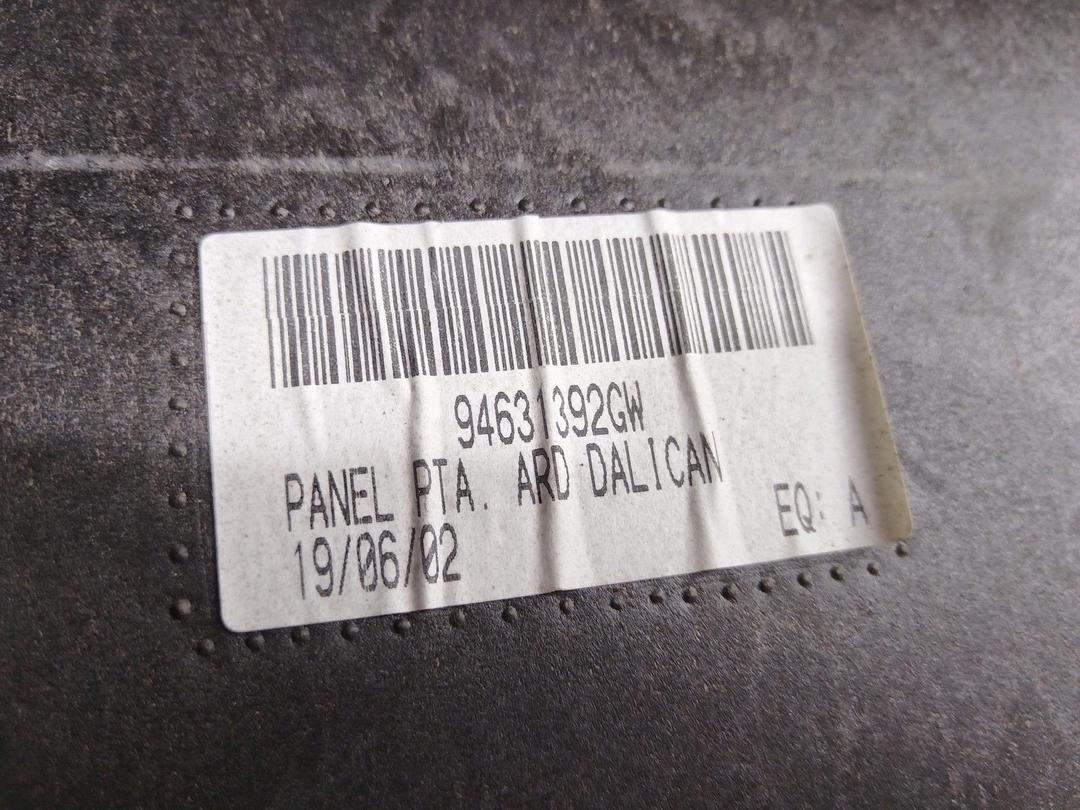 94631392GW
PANEL PTA. ARD DALICAN
19/06/02
EQ: A